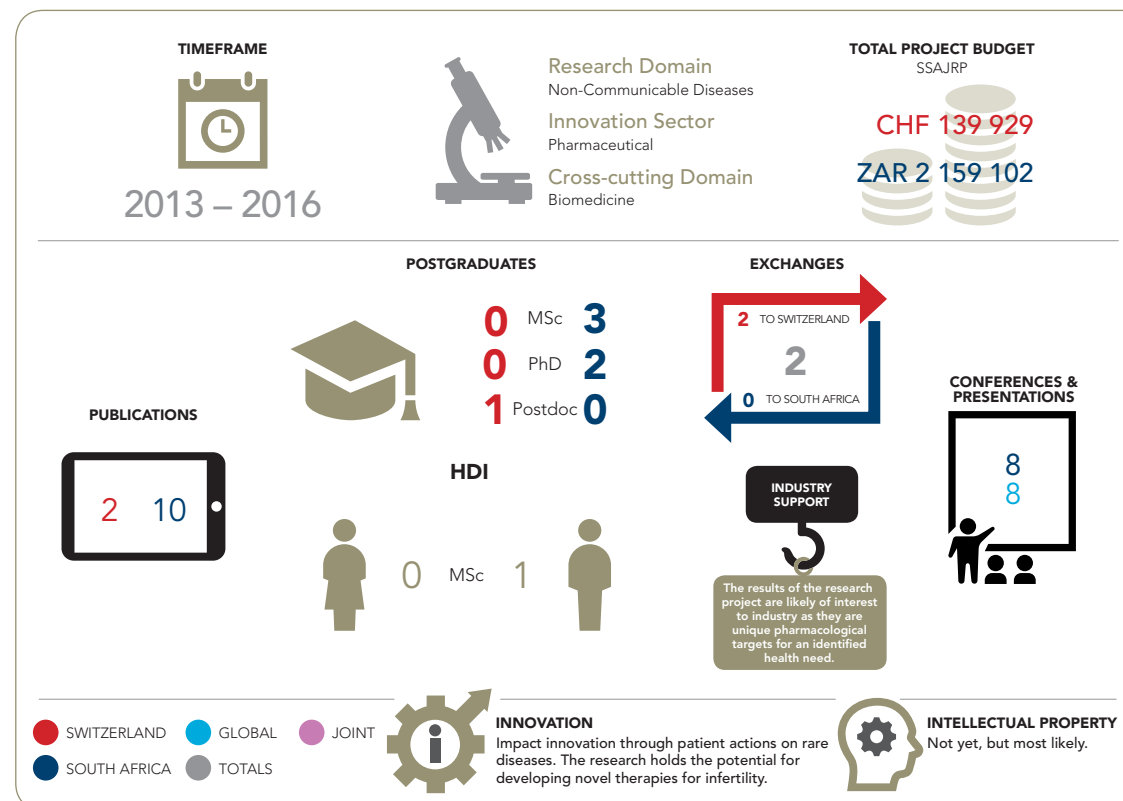 TIMEFRAME
2013 – 2016
Research Domain
Non-Communicable Diseases
Innovation Sector
Pharmaceutical
Cross-cutting Domain
Biomedicine
TOTAL PROJECT BUDGET
SSAJRP
CHF 139 929
ZAR 2 159 102
PUBLICATIONS
2 10
POSTGRADUATES
0 MSc 3
0 PhD 2
1 Postdoc 0
HDI
0 MSc 1
EXCHANGES
2 TO SWITZERLAND
2
0 TO SOUTH AFRICA
INDUSTRY
SUPPORT
The results of the research
project are likely of interest
to industry as they are
unique pharmacological
targets for an identified
health need.
CONFERENCES &
PRESENTATIONS
8
8
SWITZERLAND
GLOBAL
JOINT
SOUTH AFRICA
TOTALS
i
INNOVATION
Impact innovation through patient actions on rare
diseases. The research holds the potential for
developing novel therapies for infertility.
INTELLECTUAL PROPERTY
Not yet, but most likely.